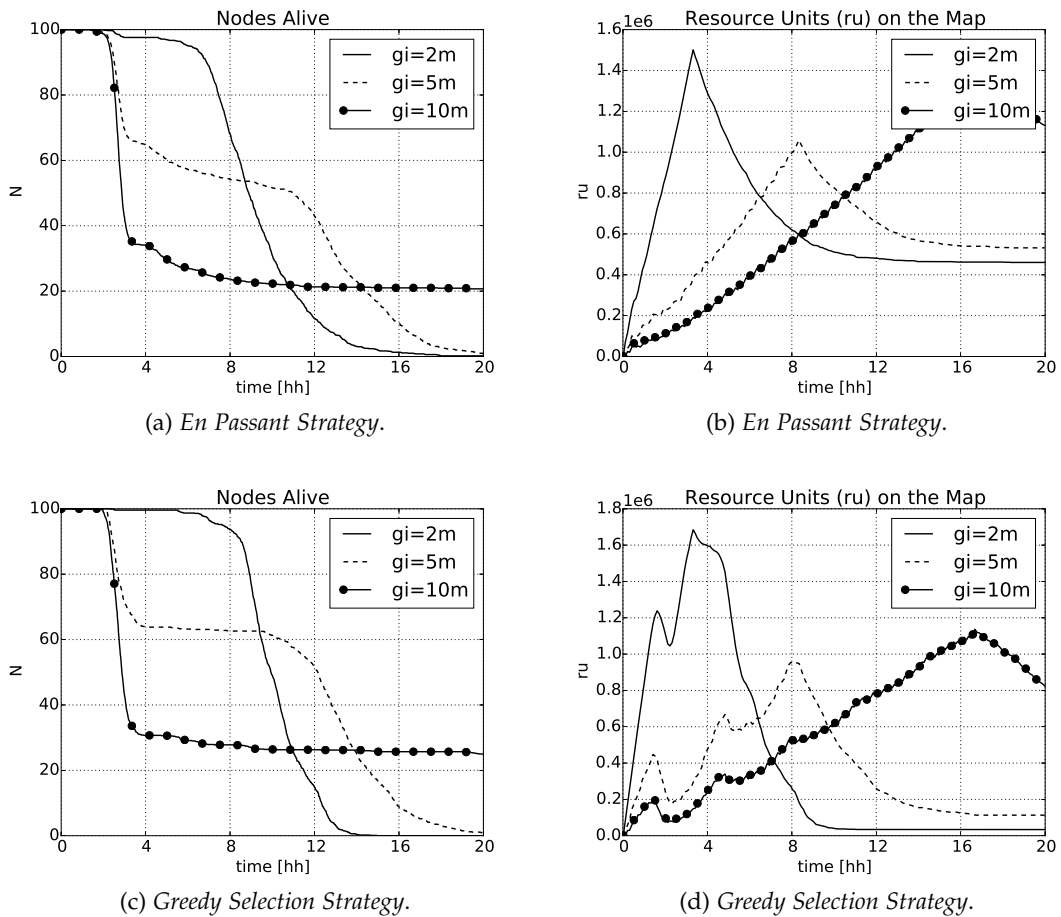 Nodes Alive
100
80
60
40
20
0
N
0 4 8 12 16 20
time [hh]
gi=2m
gi=5m
gi=10m
(a) En Passant Strategy.
Resource Units (ru) on the Map
1e6
1.6
1.4
1.2
1.0
0.8
0.6
0.4
0.2
0.0
ru
0 4 8 12 16 20
time [hh]
gi=2m
gi=5m
gi=10m
(b) En Passant Strategy.
Nodes Alive
100
80
60
40
20
0
N
0 4 8 12 16 20
time [hh]
gi=2m
gi=5m
gi=10m
(c) Greedy Selection Strategy.
Resource Units (ru) on the Map
1e6
1.8
1.6
1.4
1.2
1.0
0.8
0.6
0.4
0.2
0.0
ru
0 4 8 12 16 20
time [hh]
gi=2m
gi=5m
gi=10m
(d) Greedy Selection Strategy.